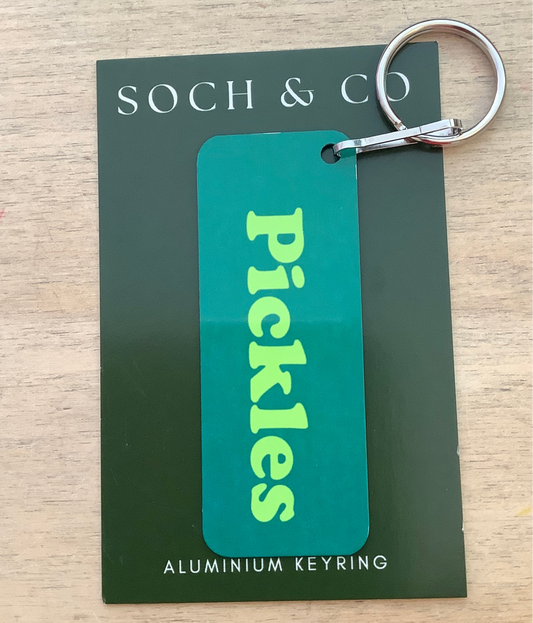 SOCH & CO
Pickles
ALUMINIUM KEYRING